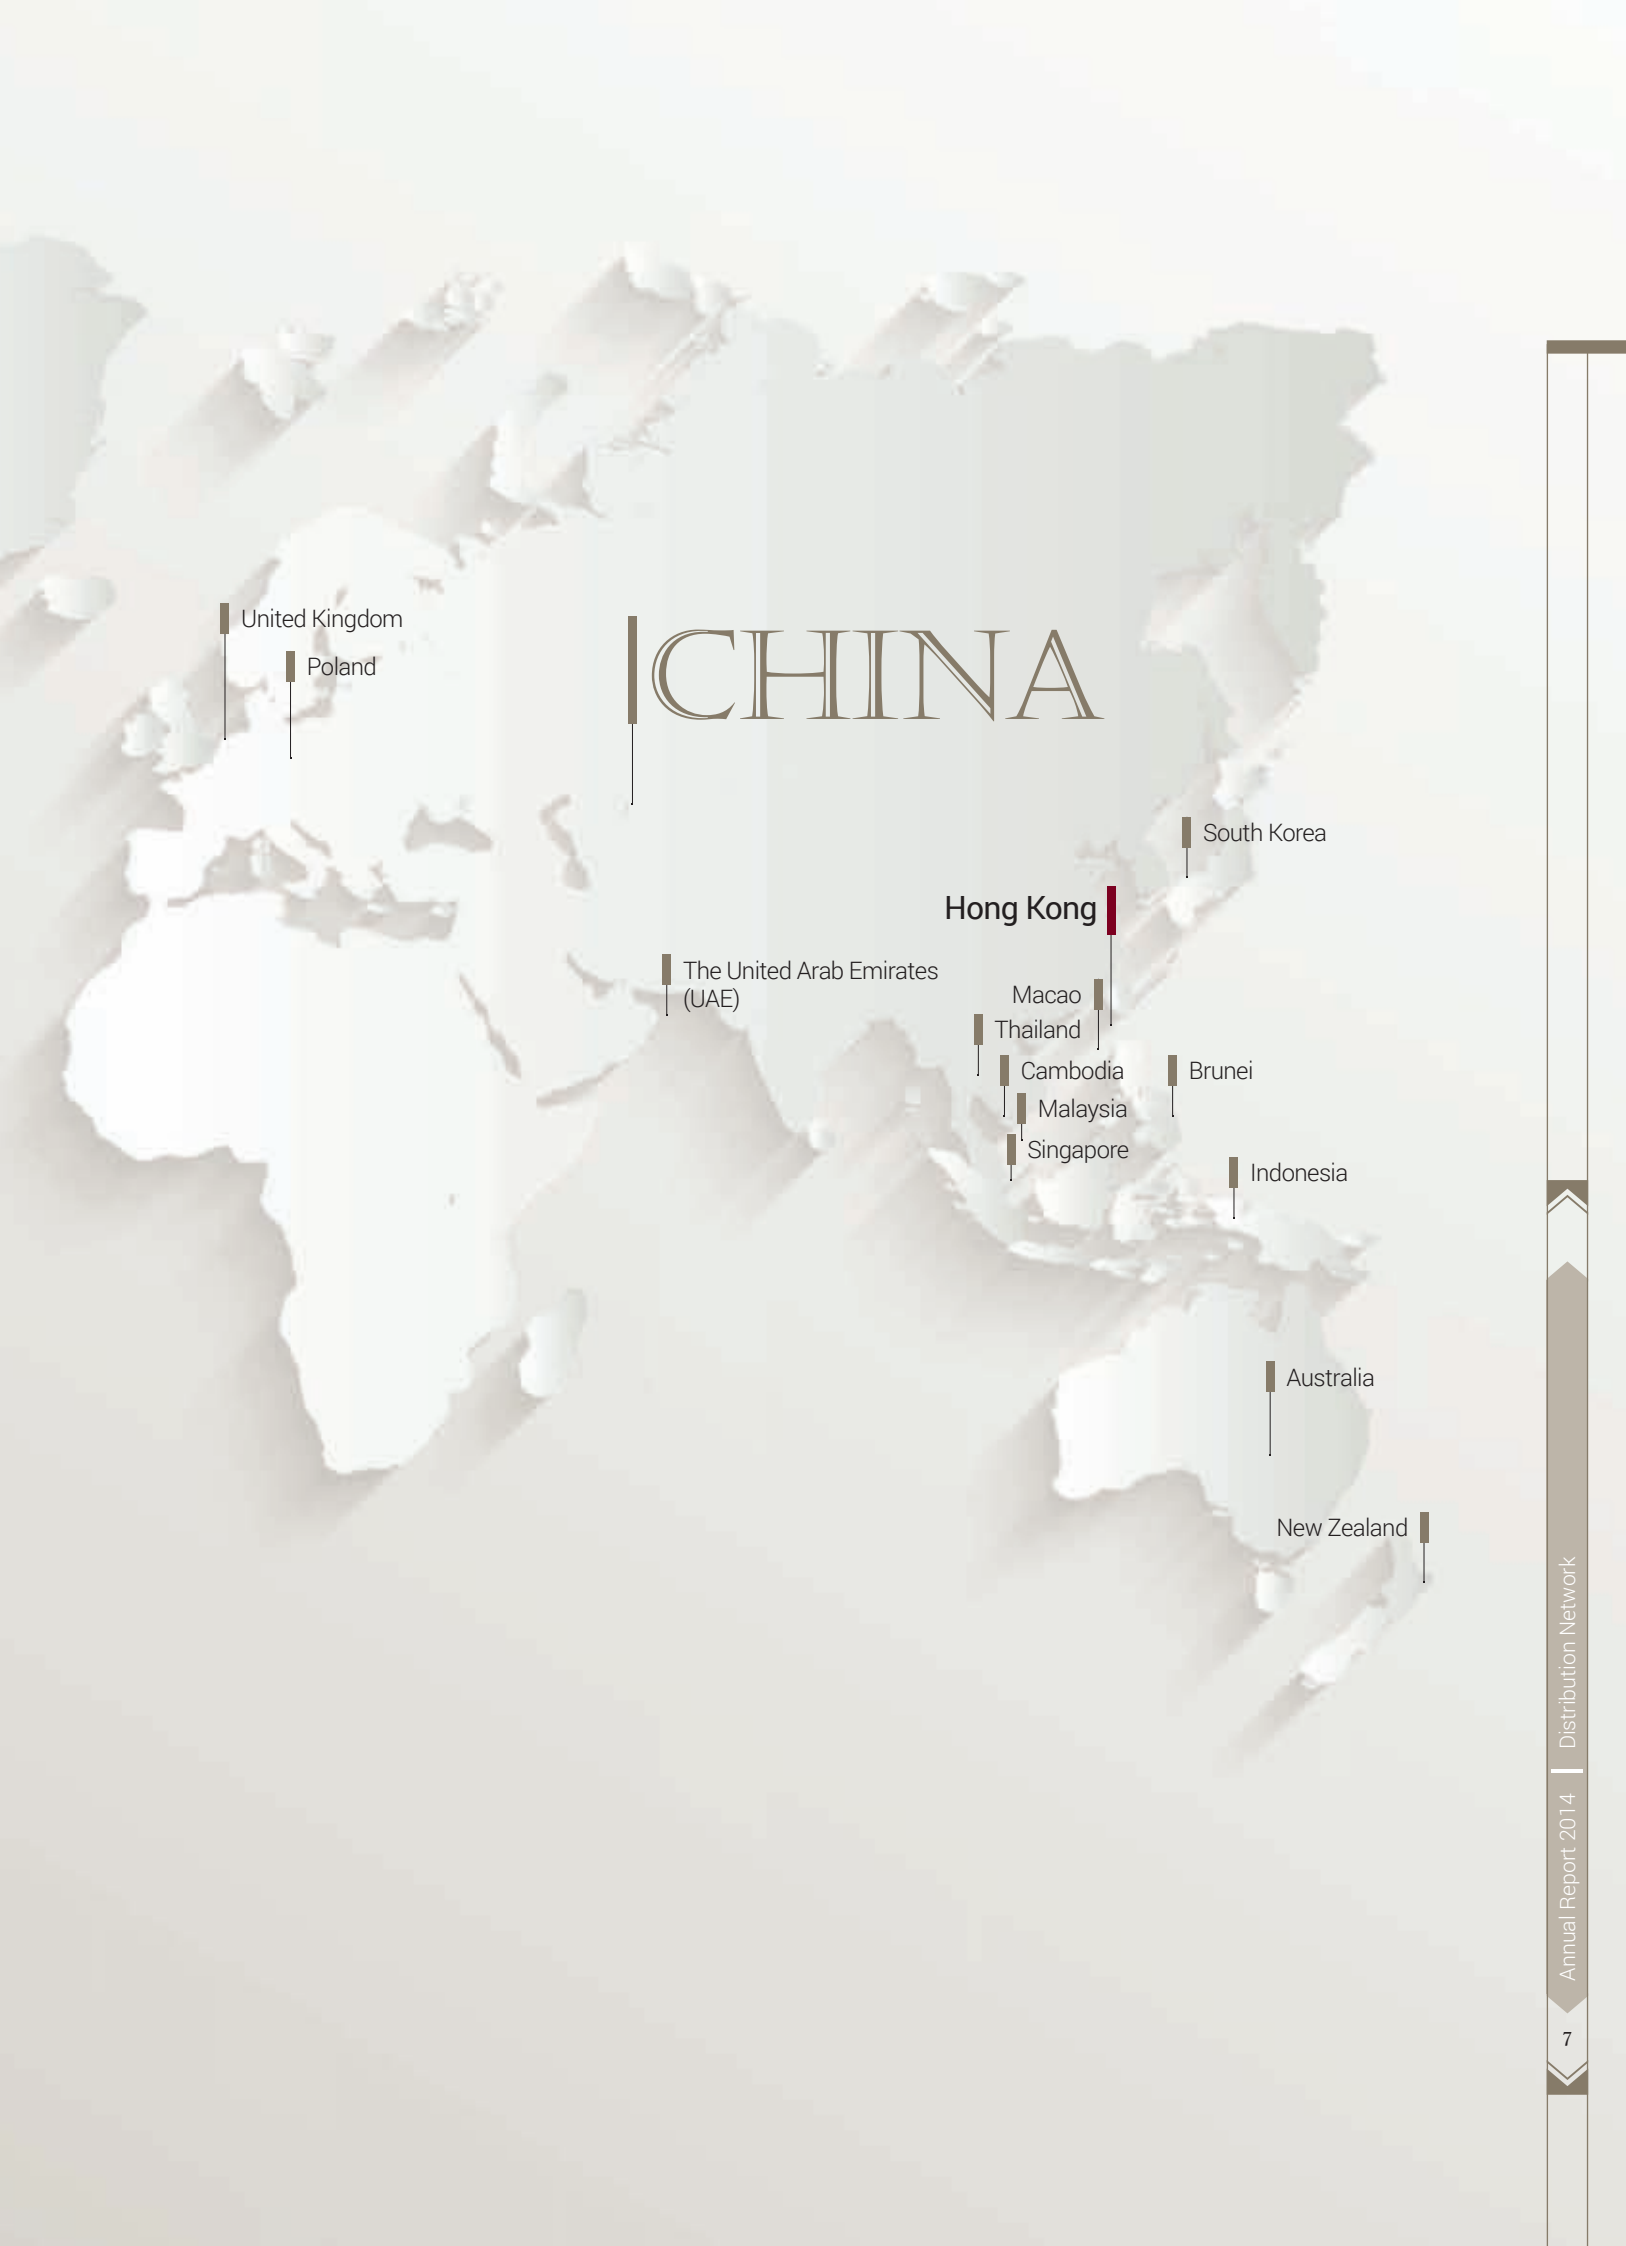 United Kingdom
Poland
CHINA
South Korea
Hong Kong
The United Arab Emirates
(UAE)
Macao
Thailand
Cambodia
Brunei
Malaysia
Singapore
Indonesia
Australia
New Zealand
Annual Report 2014 Distribution Network
7